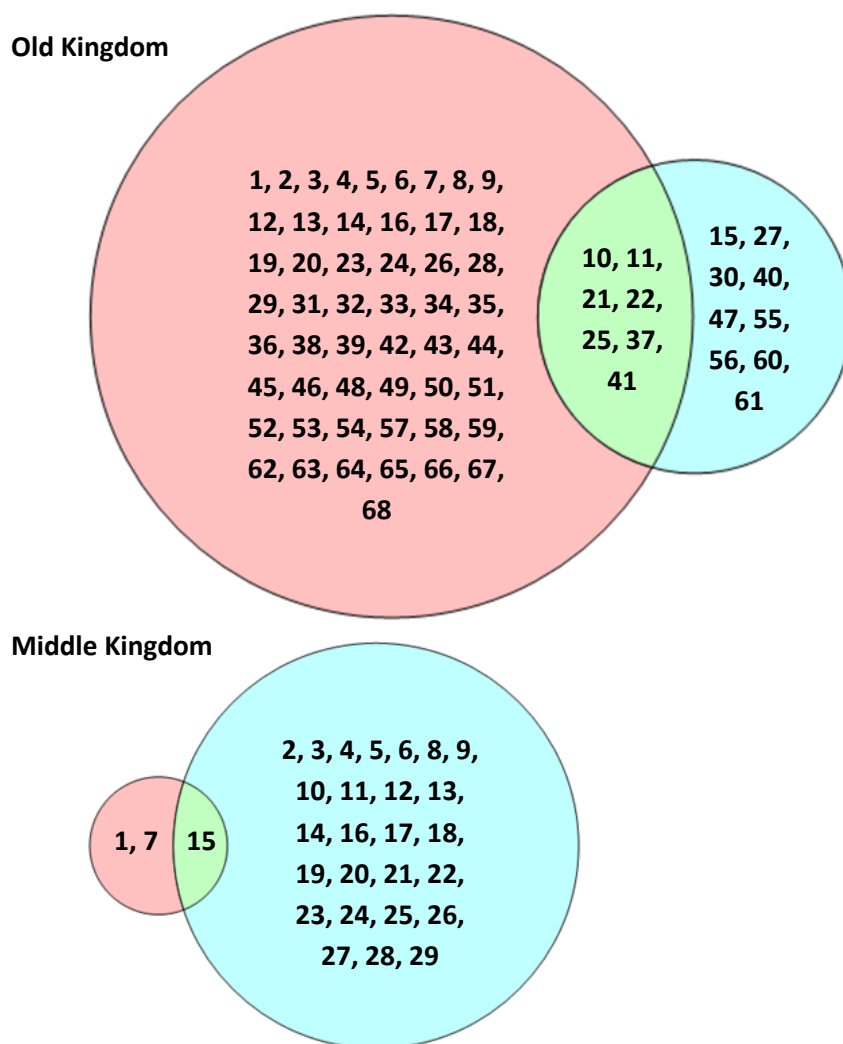 Old Kingdom
1, 2, 3, 4, 5, 6, 7, 8, 9,
12, 13, 14, 16, 17, 18,
19, 20, 23, 24, 26, 28,
29, 31, 32, 33, 34, 35,
36, 38, 39, 42, 43, 44,
45, 46, 48, 49, 50, 51,
52, 53, 54, 57, 58, 59,
62, 63, 64, 65, 66, 67,
68
10, 11,
21, 22,
25, 37,
41
15, 27,
30, 40,
47, 55,
56, 60,
61
Middle Kingdom
1, 7
15
2, 3, 4, 5, 6, 8, 9,
10, 11, 12, 13,
14, 16, 17, 18,
19, 20, 21, 22,
23, 24, 25, 26,
27, 28, 29